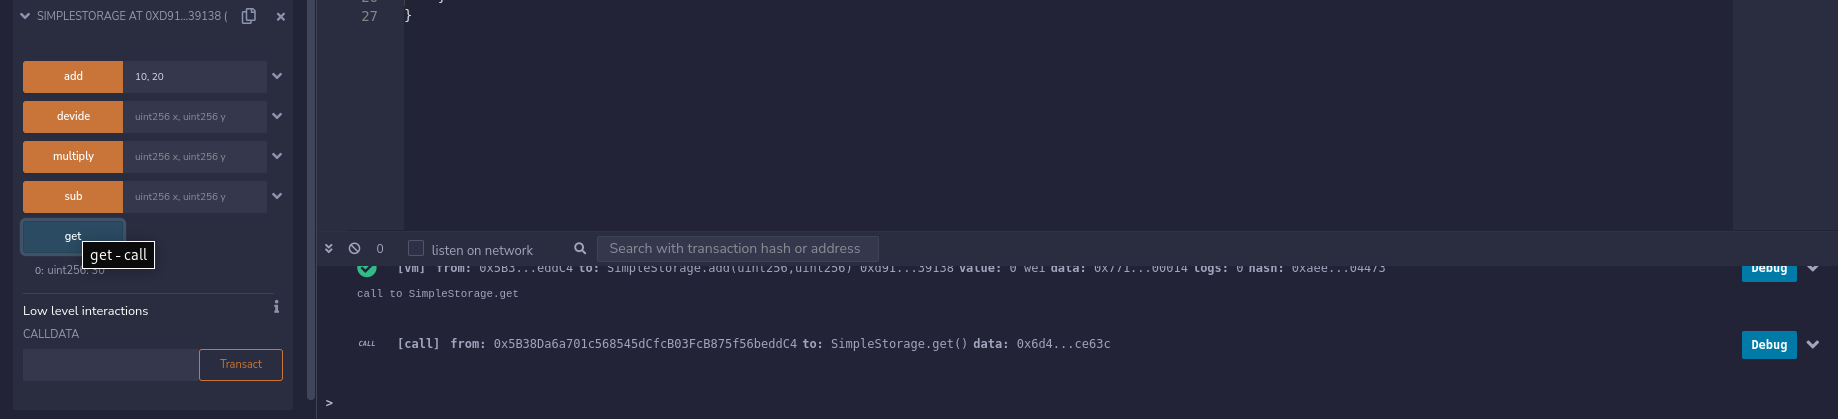 SIMPLESTORAGE AT 0XD91...39138 (
add 10, 20
devide uint256 x, uint256 y
multiply uint256 x, uint256 y
sub uint256 x, uint256 y
get
get - call
0: uint256: 30
Low level interactions
CALLDATA
Transact
27 }
0 listen on network Search with transaction hash or address
[vm] from: 0x5B3...eddC4 to: SimpleStorage.add(uint256,uint256) 0xd91...39138 value: 0 wei data: 0x771...00014 logs: 0 hash: 0xaee...04473 Debug
call to SimpleStorage.get
CALL [call] from: 0x5B38Da6a701c568545dCfcB03FcB875f56beddC4 to: SimpleStorage.get() data: 0x6d4...ce63c Debug
>